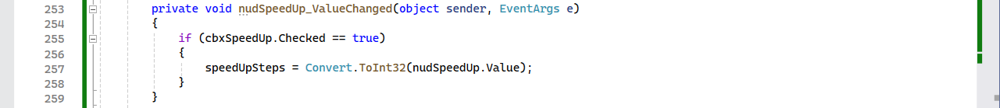 253 private void nudSpeedUp_ValueChanged(object sender, EventArgs e)
254 {
255 if (cbxSpeedUp.Checked == true)
256 {
257 speedUpSteps = Convert.ToInt32(nudSpeedUp.Value);
258 }
259 }